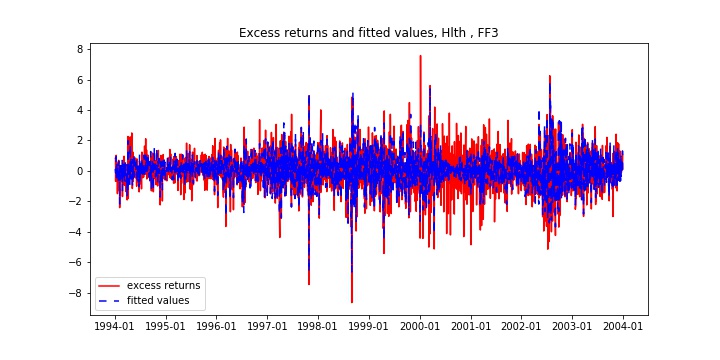 Excess returns and fitted values, Hlth , FF3
8
6
4
2
0
−2
−4
−6
−8
excess returns
fitted values
1994-01 1995-01 1996-01 1997-01 1998-01 1999-01 2000-01 2001-01 2002-01 2003-01 2004-01